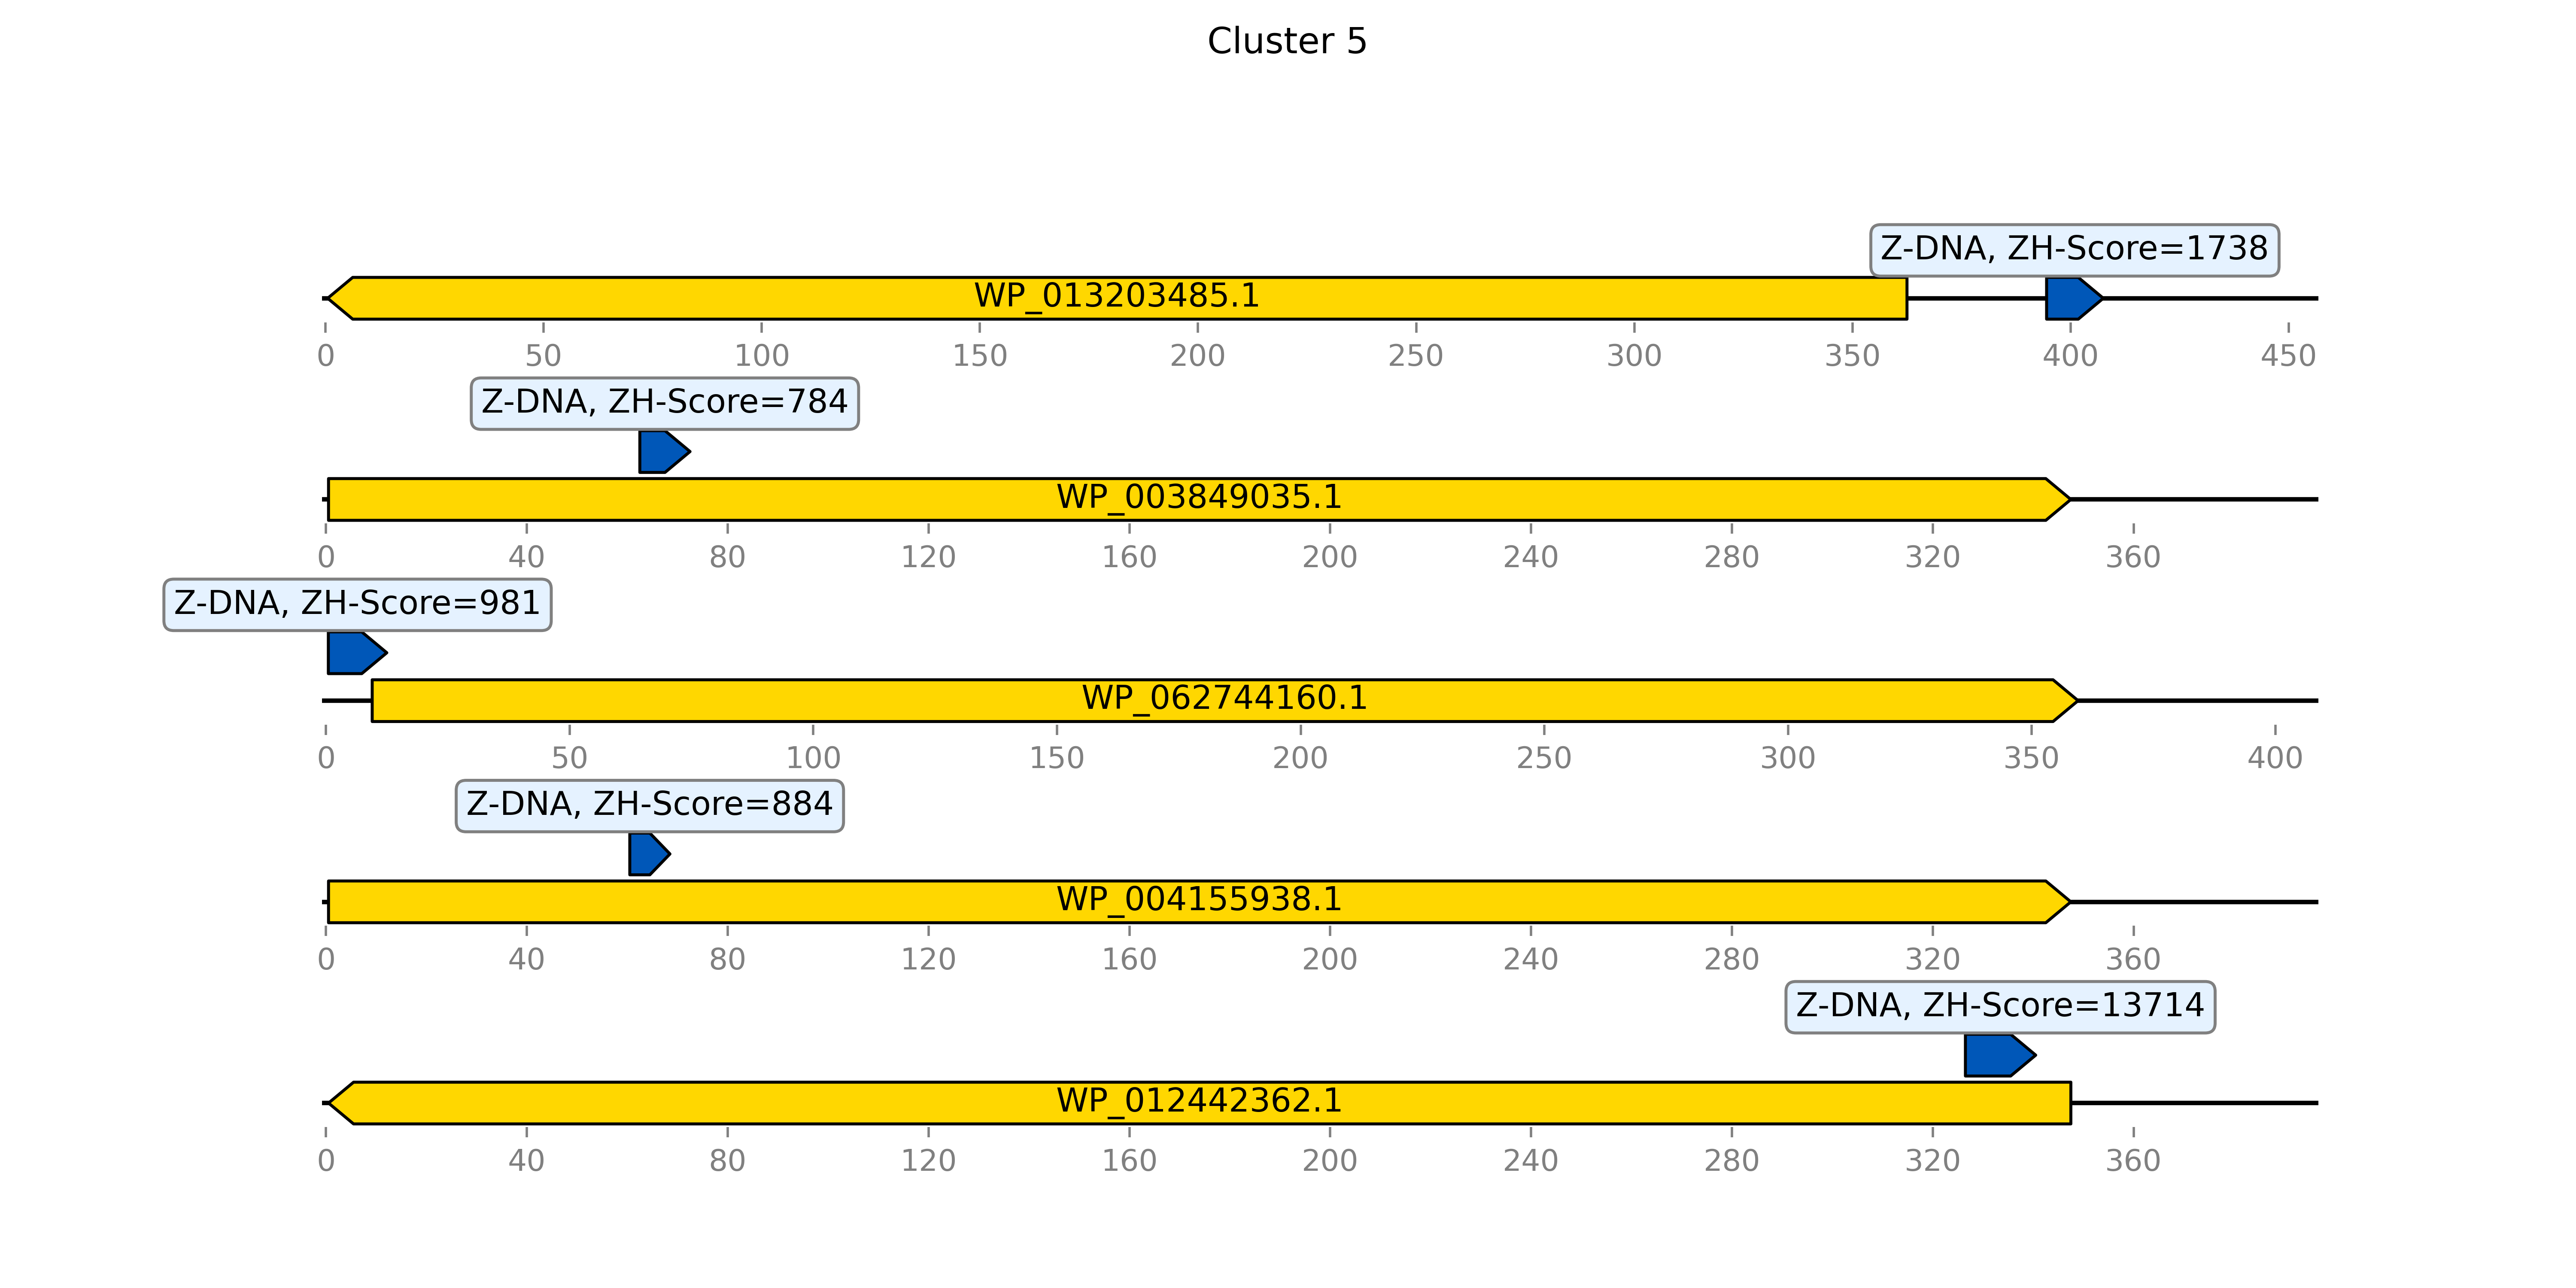 Cluster 5
Z-DNA, ZH-Score=1738
WP_013203485.1
0 50 100 150 200 250 300 350 400 450
Z-DNA, ZH-Score=784
WP_003849035.1
0 40 80 120 160 200 240 280 320 360
Z-DNA, ZH-Score=981
WP_062744160.1
0 50 100 150 200 250 300 350 400
Z-DNA, ZH-Score=884
WP_004155938.1
0 40 80 120 160 200 240 280 320 360
Z-DNA, ZH-Score=13714
WP_012442362.1
0 40 80 120 160 200 240 280 320 360